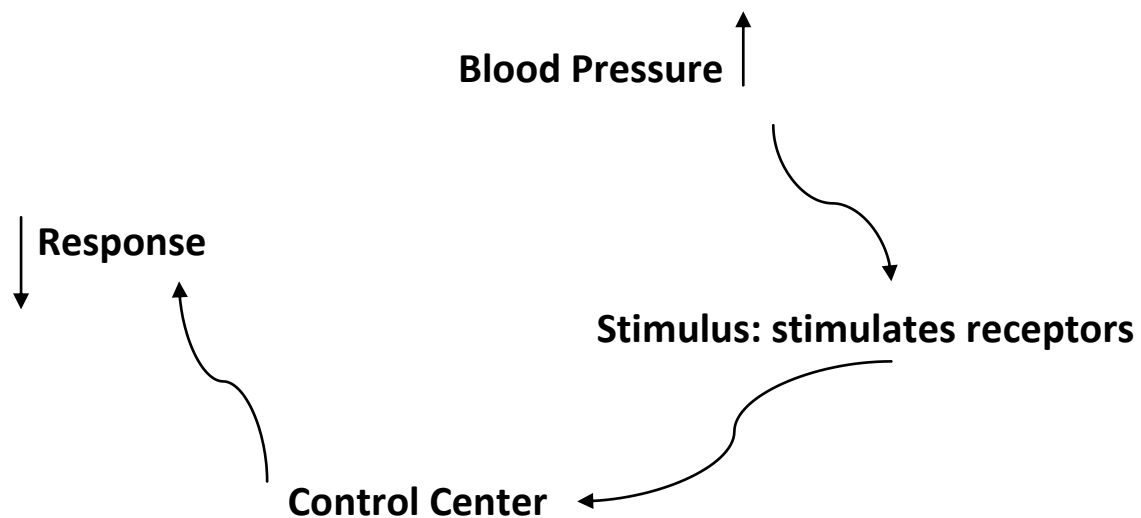 Blood Pressure
Response
Stimulus: stimulates receptors
Control Center